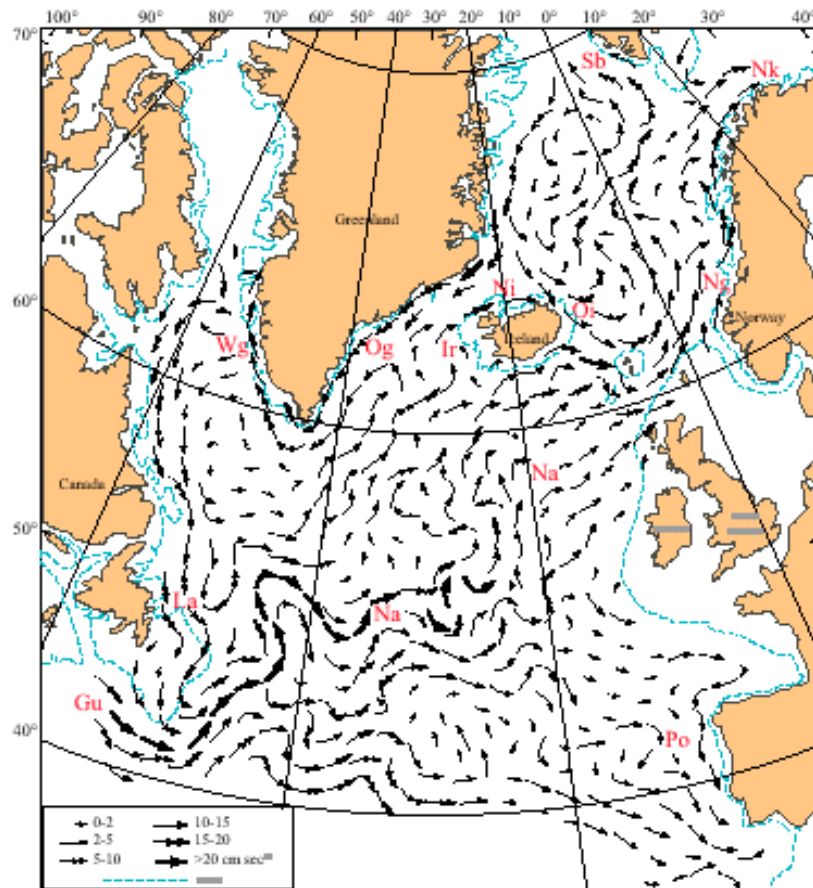 100° 90° 80° 70° 60° 50° 40° 30° 20° 10° 0° 10° 20° 30° 40°
70°
Sb
Nk
Greenland
60°
Ni
Ng
Oi
Norway
Wg
Og
Ir
Iceland
Canada
Na
50°
La
Na
Gu
40°
Po
0-2
10-15
2-5
15-20
5-10
>20 cm sec